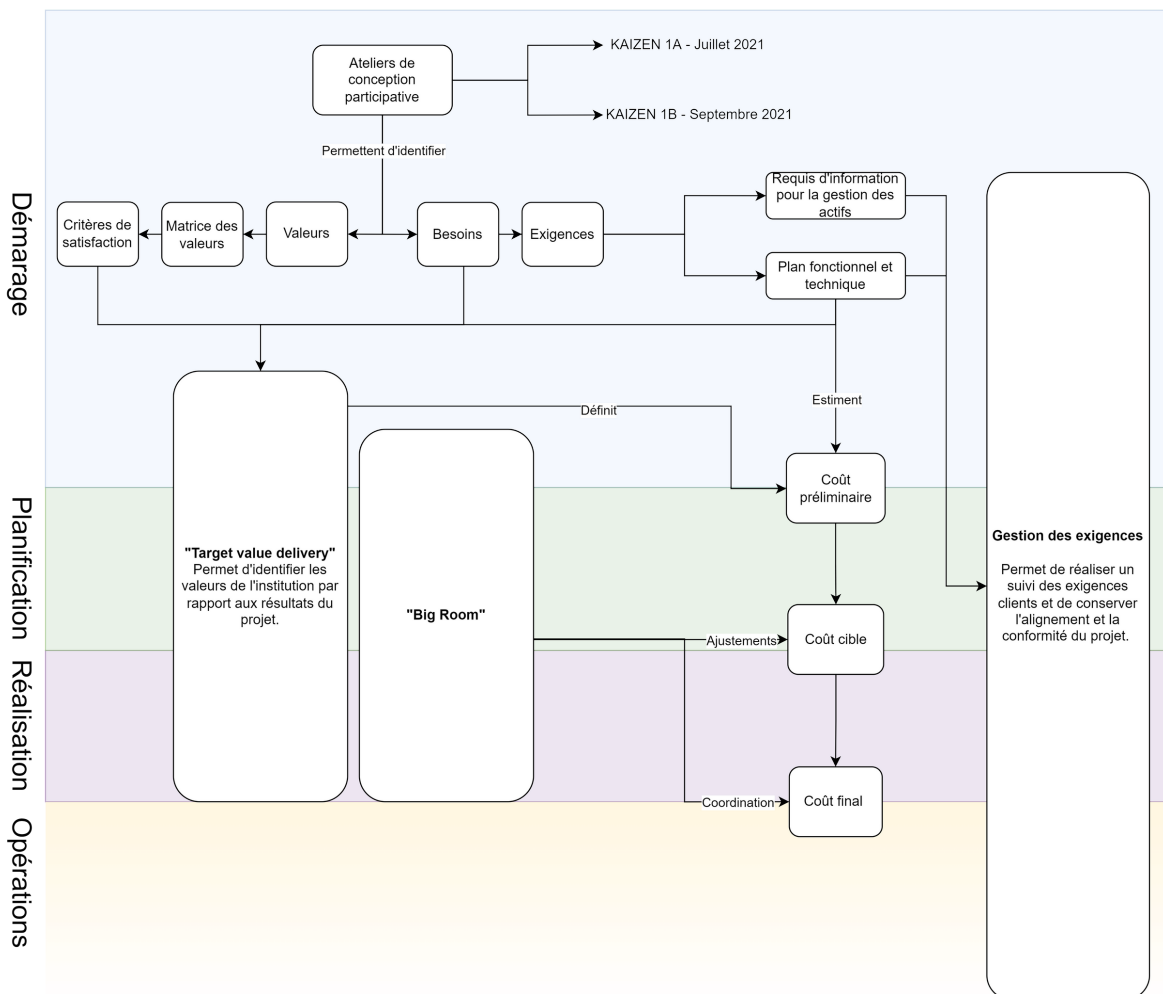 KAIZEN 1A - Juillet 2021
Ateliers de
conception
participative
KAIZEN 1B - Septembre 2021
Permettent d'identifier
Démarage
Critères de
satisfaction
Matrice des
valeurs
Valeurs
Besoins
Exigences
Requis d'information
pour la gestion des
actifs
Plan fonctionnel et
technique
Définit
Estiment
Coût
préliminaire
Planification
"Target value delivery"
Permet d'identifier les
valeurs de l'institution par
rapport aux résultats du
projet.
"Big Room"
Ajustements
Coût cible
Gestion des exigences
Permet de réaliser un
suivi des exigences
clients et de conserver
l'alignement et la
conformité du projet.
Réalisation
Coordination
Coût final
Opérations